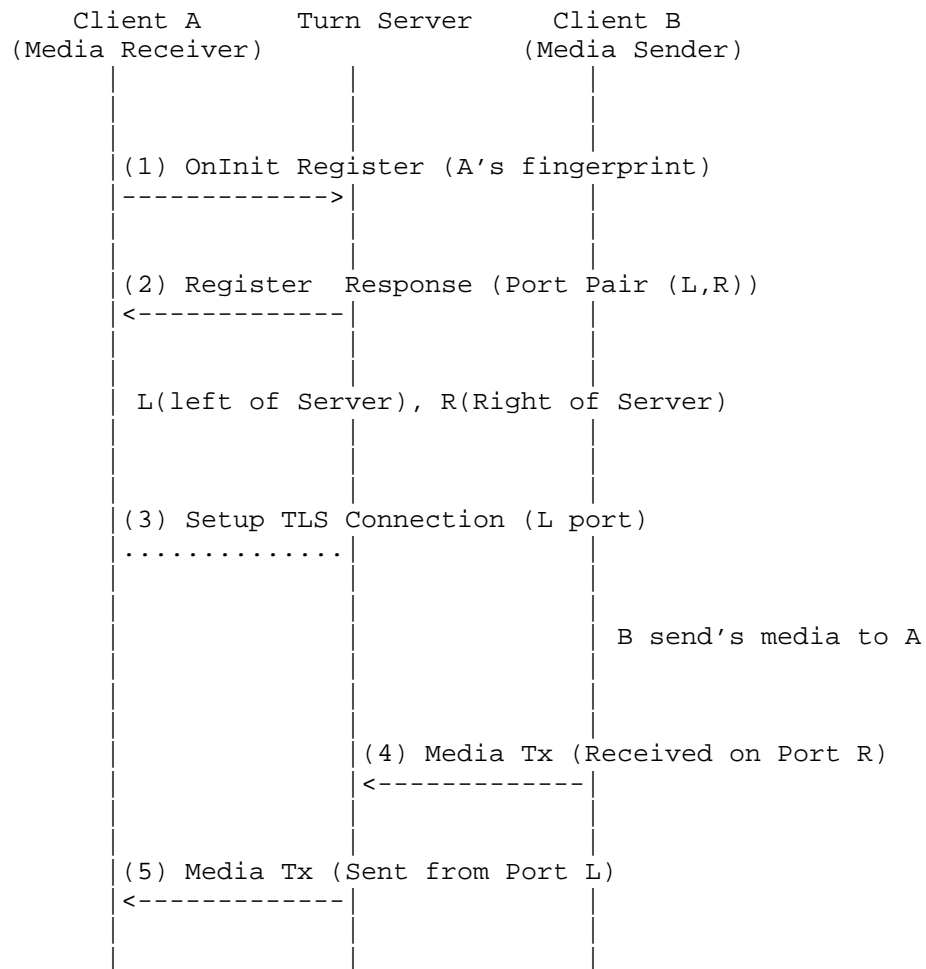 Client A Turn Server Client B
(Media Receiver) (Media Sender)
(1) OnInit Register (A's fingerprint)
------------->
(2) Register Response (Port Pair (L,R))
<-------------
L(left of Server), R(Right of Server)
(3) Setup TLS Connection (L port)
..............
B send's media to A
(4) Media Tx (Received on Port R)
<-------------
(5) Media Tx (Sent from Port L)
<-------------